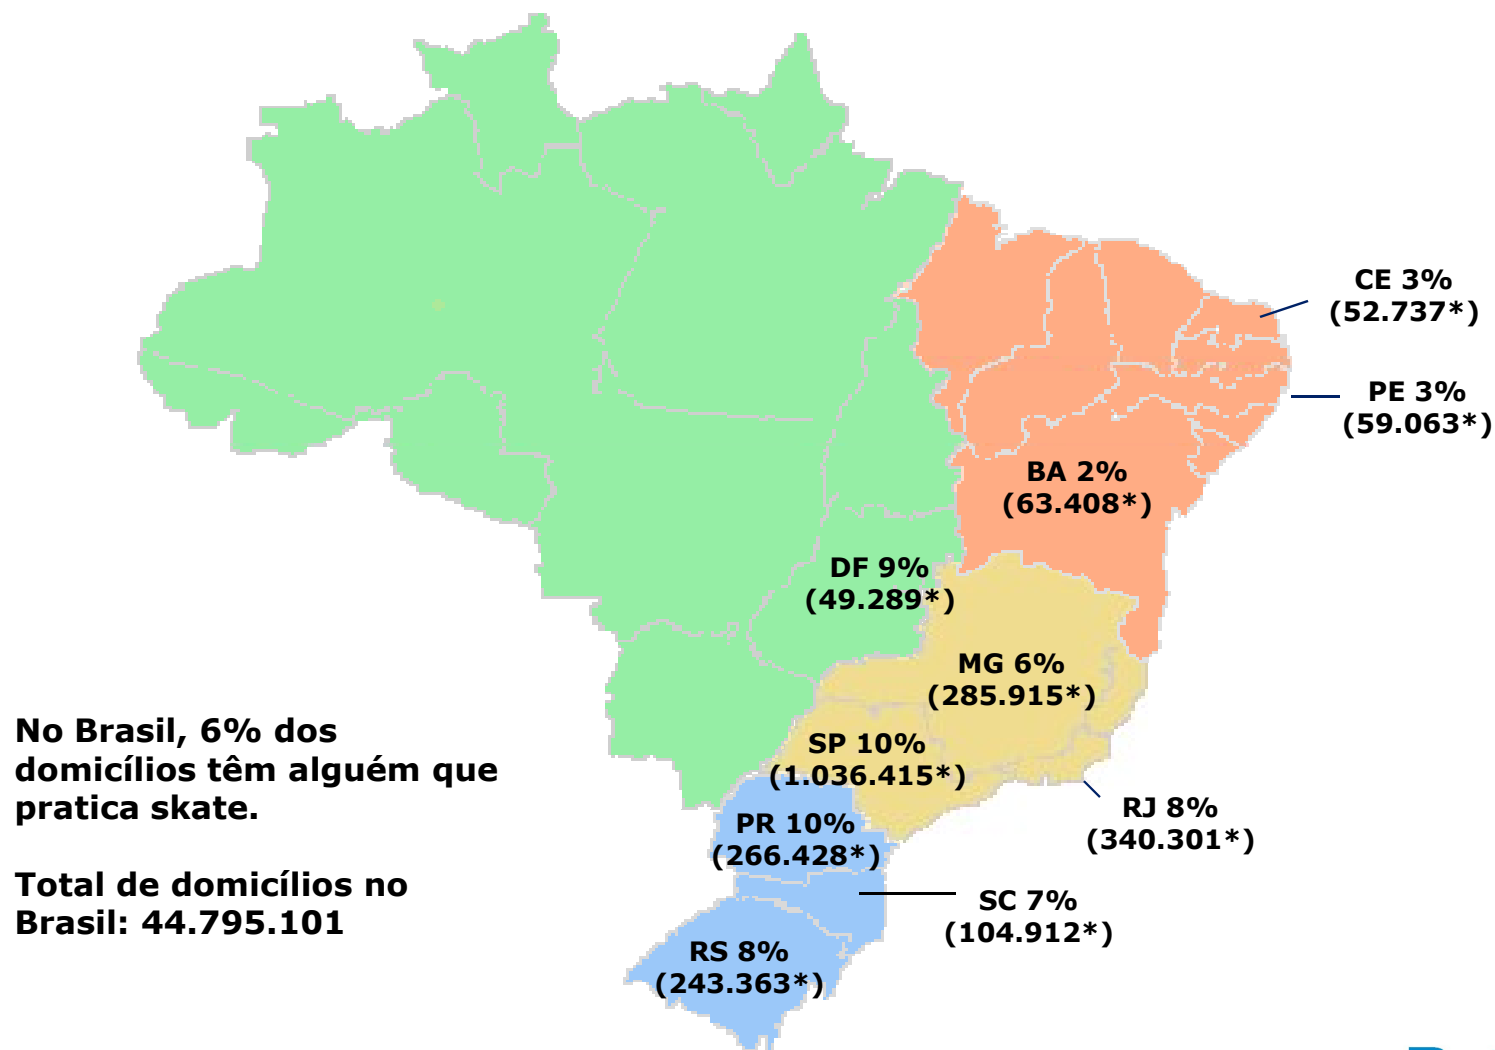 CE 3%
(52.737*)
PE 3%
(59.063*)
BA 2%
(63.408*)
DF 9%
(49.289*)
MG 6%
(285.915*)
SP 10%
(1.036.415*)
RJ 8%
(340.301*)
PR 10%
(266.428*)
SC 7%
(104.912*)
RS 8%
(243.363*)
No Brasil, 6% dos
domicílios têm alguém que
pratica skate.
Total de domicílios no
Brasil: 44.795.101